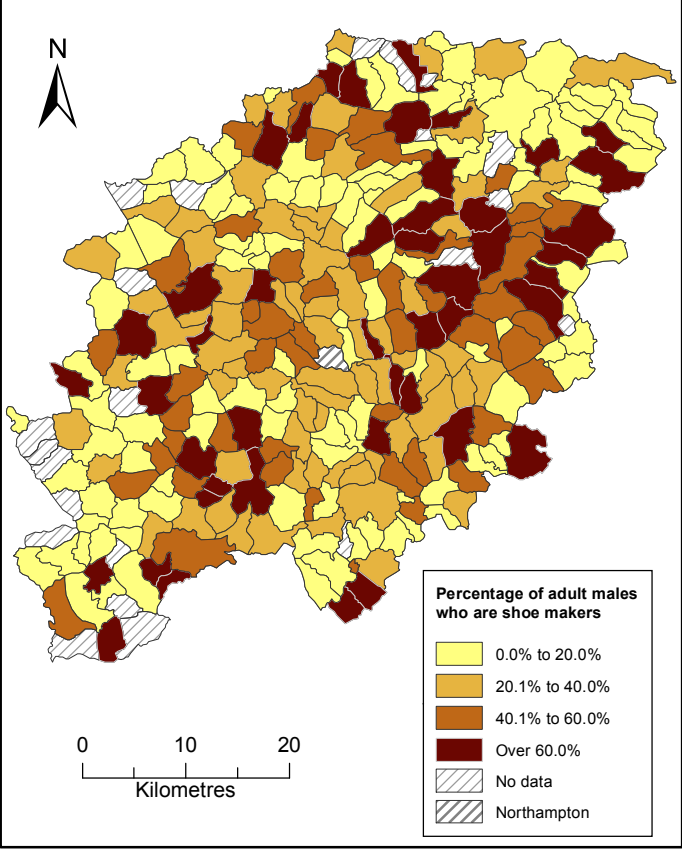 N
Percentage of adult males
who are shoe makers
0.0% to 20.0%
20.1% to 40.0%
40.1% to 60.0%
Over 60.0%
No data
Northampton
0 10 20
Kilometres